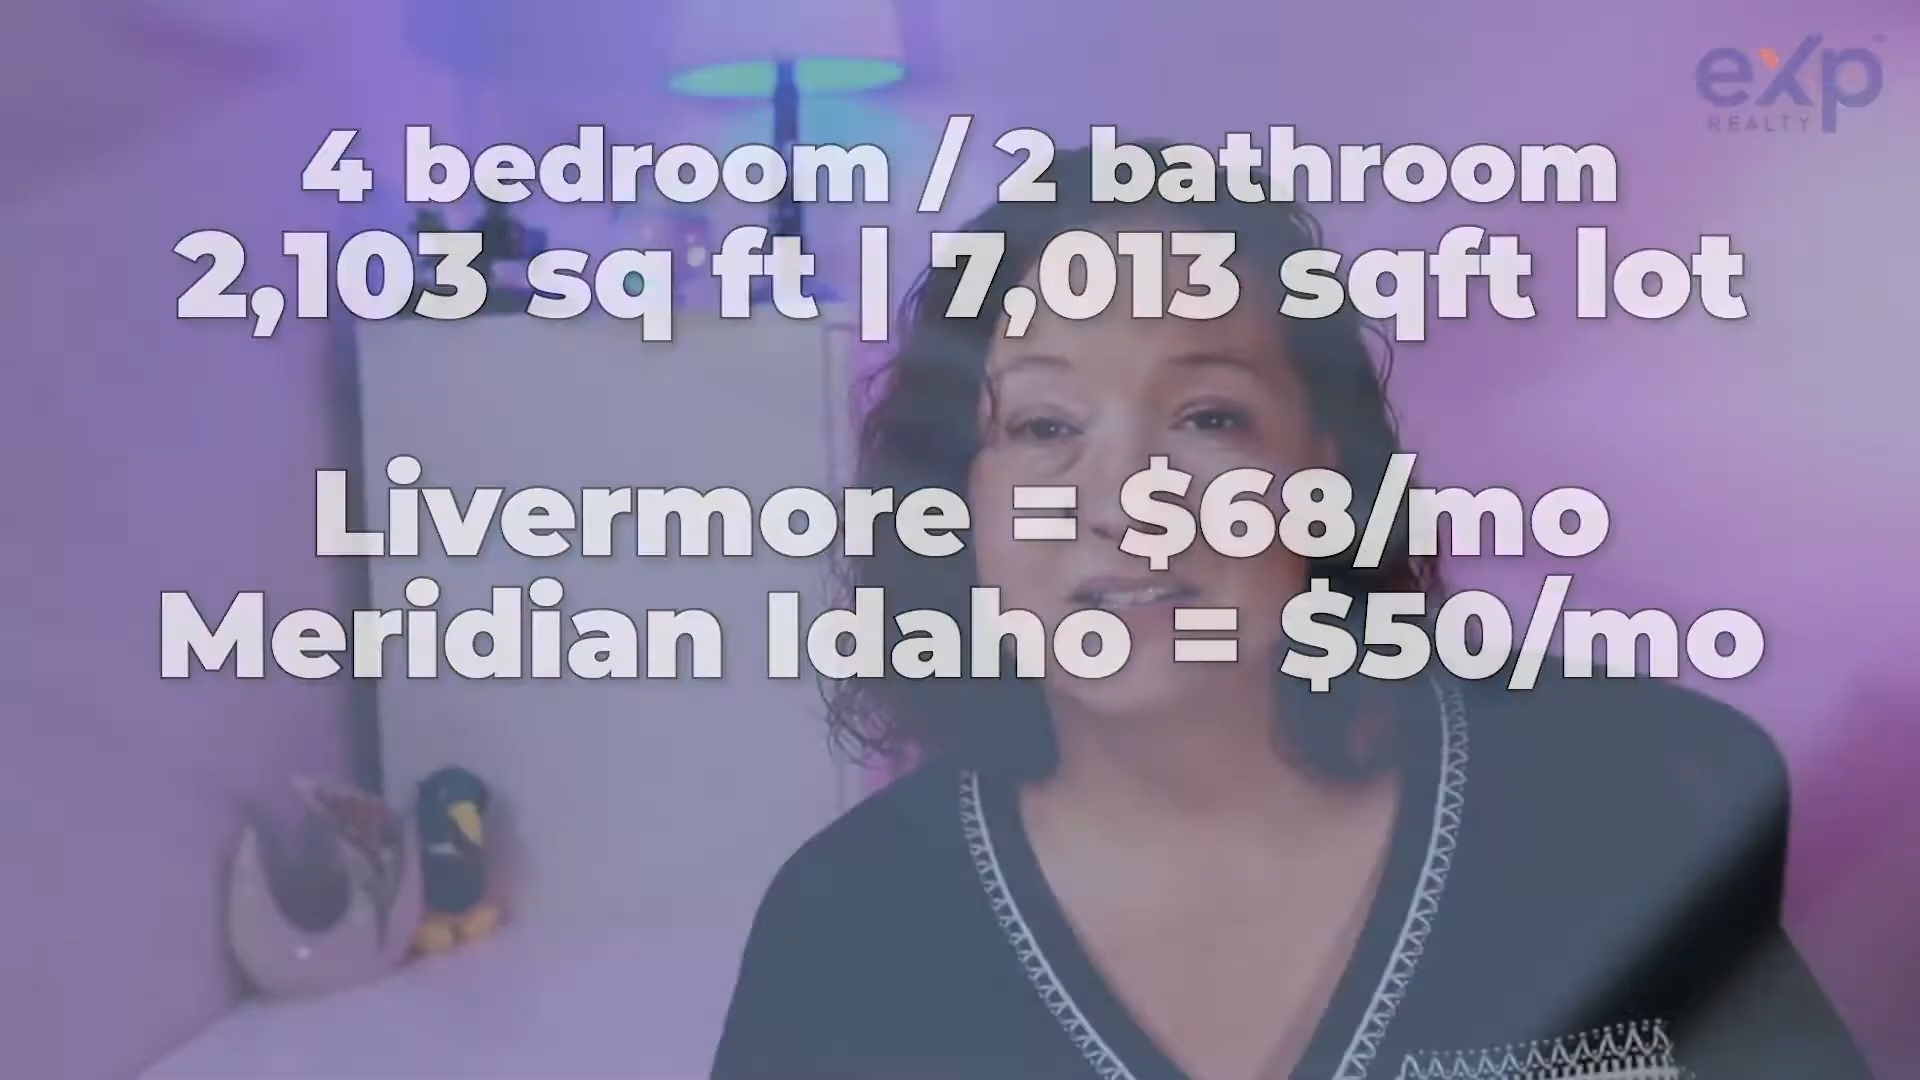 exp
REALTY
4 bedroom / 2 bathroom
2,103 sq ft | 7,013 sqft lot
Livermore = $68/mo
Meridian Idaho = $50/mo